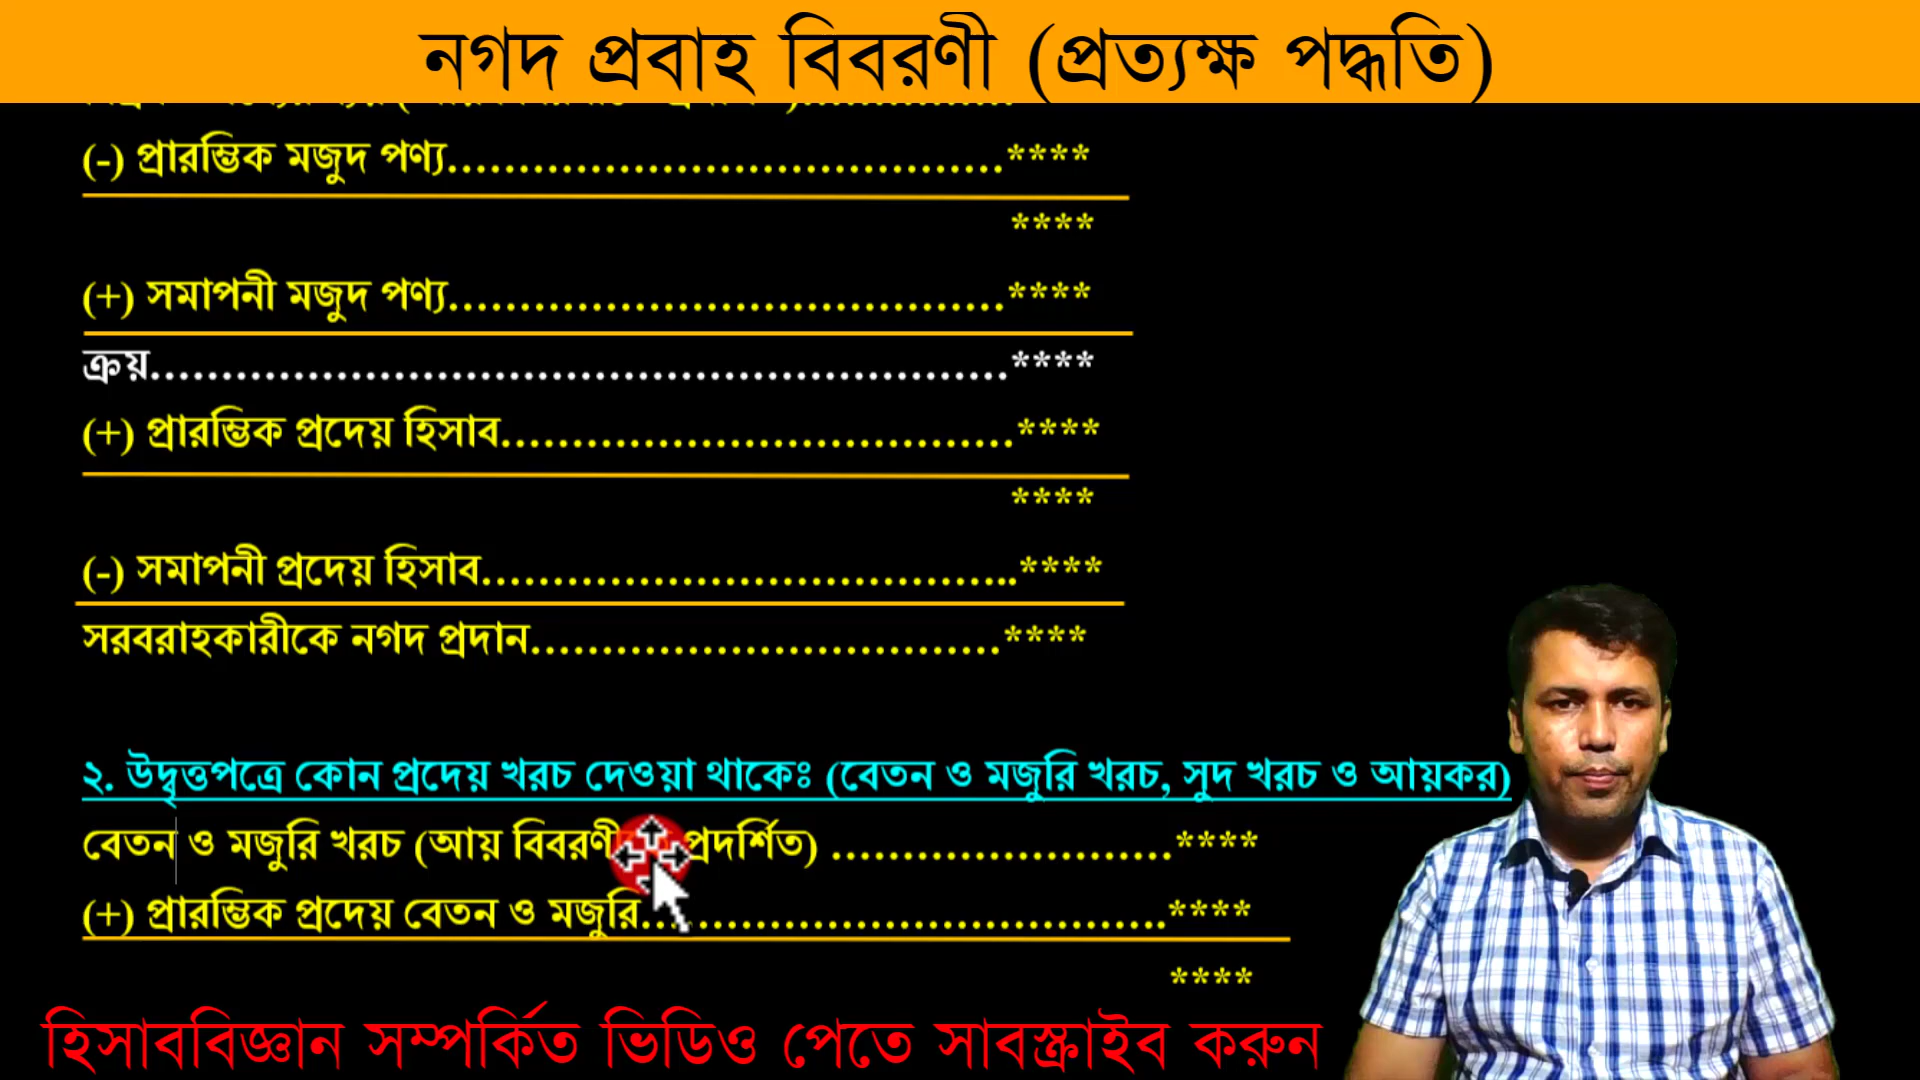 নগদ প্রবাহ বিবরণী (প্রত্যক্ষ পদ্ধতি)
(-) প্রারম্ভিক মজুদ পণ্য.......................................****
****
(+) সমাপনী মজুদ পণ্য.......................................****
ক্রয়............................................................****
(+) প্রারম্ভিক প্রদেয় হিসাব....................................****
****
(-) সমাপনী প্রদেয় হিসাব.....................................****
সরবরাহকারীকে নগদ প্রদান.................................****
২. উদ্বৃত্তপত্রে কোন প্রদেয় খরচ দেওয়া থাকেঃ (বেতন ও মজুরি খরচ, সুদ খরচ ও আয়কর)
বেতন ও মজুরি খরচ (আয় প্রদর্শিত) ........................****
(+) প্রারম্ভিক প্রদেয় বেতন ও মজুরি.....................................****
****
হিসাববিজ্ঞান সম্পর্কিত ভিডিও পেতে সাবস্ক্রাইব করুন